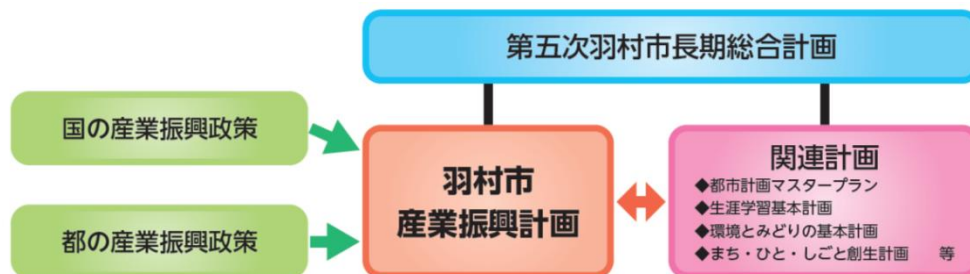 第五次羽村市長期総合計画
国の産業振興政策
都の産業振興政策
羽村市
産業振興計画
関連計画
◆都市計画マスタープラン
◆生涯学習基本計画
◆環境とみどりの基本計画
◆まち・ひと・しごと創生計画 等